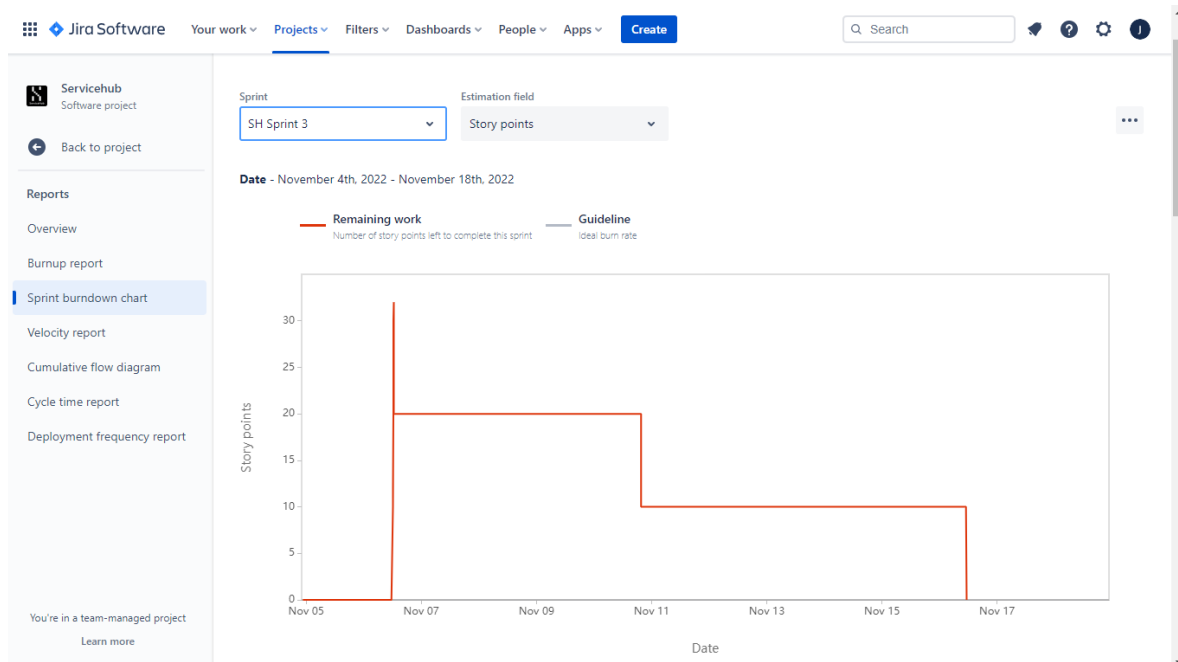 Jira Software Your work Projects Filters Dashboards People Apps Create Search J
Servicehub
Software project
Back to project
Reports
Overview
Burnup report
Sprint burndown chart
Velocity report
Cumulative flow diagram
Cycle time report
Deployment frequency report
You're in a team-managed project
Learn more
Sprint Estimation field
SH Sprint 3 Story points
Date - November 4th, 2022 - November 18th, 2022
Remaining work Guideline
Number of story points left to complete this sprint. Ideal burn rate
Story points
30
25
20
15
10
5
0
Nov 05 Nov 07 Nov 09 Nov 11 Nov 13 Nov 15 Nov 17
Date